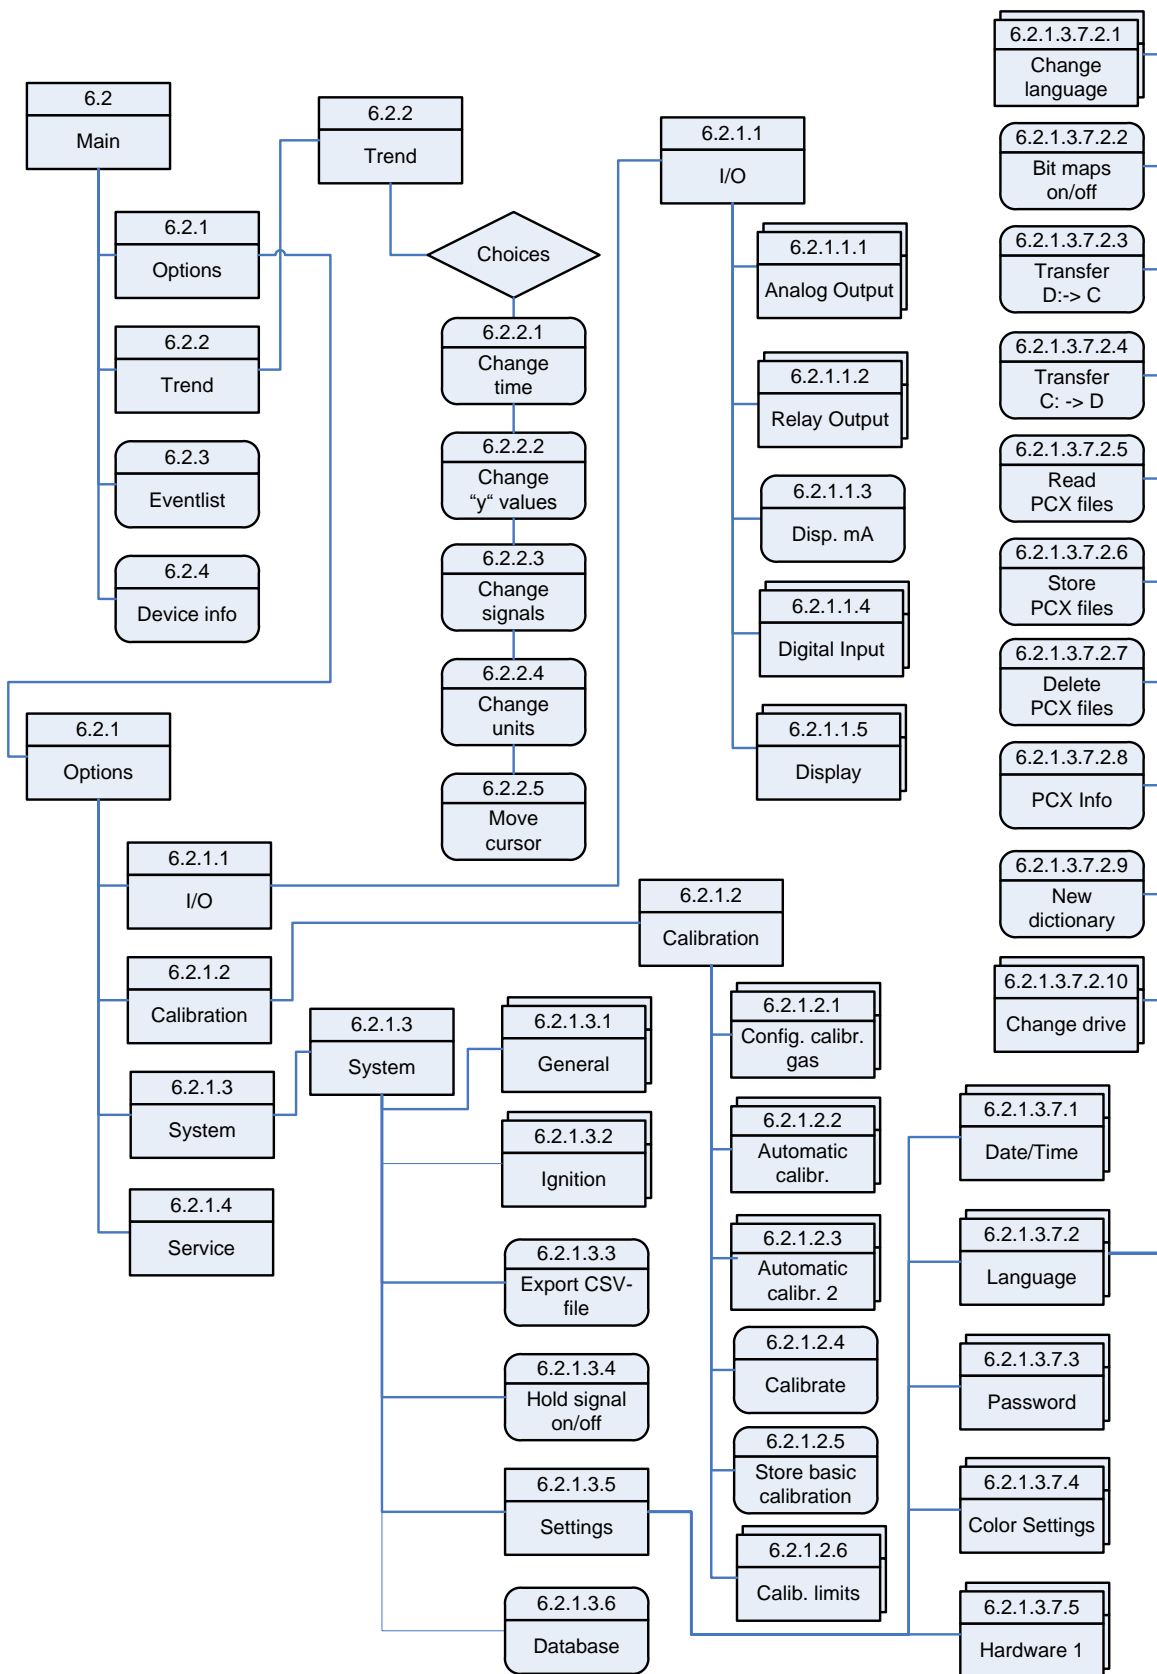 6.2
Main
6.2.1
Options
6.2.2
Trend
6.2.3
Eventlist
6.2.4
Device info
6.2.2
Trend
Choices
6.2.2.1
Change
time
6.2.2.2
Change
“y“ values
6.2.2.3
Change
signals
6.2.2.4
Change
units
6.2.2.5
Move
cursor
6.2.1
Options
6.2.1.1
I/O
6.2.1.2
Calibration
6.2.1.3
System
6.2.1.4
Service
6.2.1.1
I/O
6.2.1.1.1
Analog Output
6.2.1.1.2
Relay Output
6.2.1.1.3
Disp. mA
6.2.1.1.4
Digital Input
6.2.1.1.5
Display
6.2.1.2
Calibration
6.2.1.2.1
Config. calibr.
gas
6.2.1.2.2
Automatic
calibr.
6.2.1.2.3
Automatic
calibr. 2
6.2.1.2.4
Calibrate
6.2.1.2.5
Store basic
calibration
6.2.1.2.6
Calib. limits
6.2.1.3
System
6.2.1.3.1
General
6.2.1.3.2
Ignition
6.2.1.3.3
Export CSV-
file
6.2.1.3.4
Hold signal
on/off
6.2.1.3.5
Settings
6.2.1.3.6
Database
6.2.1.3.7.2.1
Change
language
6.2.1.3.7.2.2
Bit maps
on/off
6.2.1.3.7.2.3
Transfer
D:-> C
6.2.1.3.7.2.4
Transfer
C: -> D
6.2.1.3.7.2.5
Read
PCX files
6.2.1.3.7.2.6
Store
PCX files
6.2.1.3.7.2.7
Delete
PCX files
6.2.1.3.7.2.8
PCX Info
6.2.1.3.7.2.9
New
dictionary
6.2.1.3.7.2.10
Change drive
6.2.1.3.7.1
Date/Time
6.2.1.3.7.2
Language
6.2.1.3.7.3
Password
6.2.1.3.7.4
Color Settings
6.2.1.3.7.5
Hardware 1